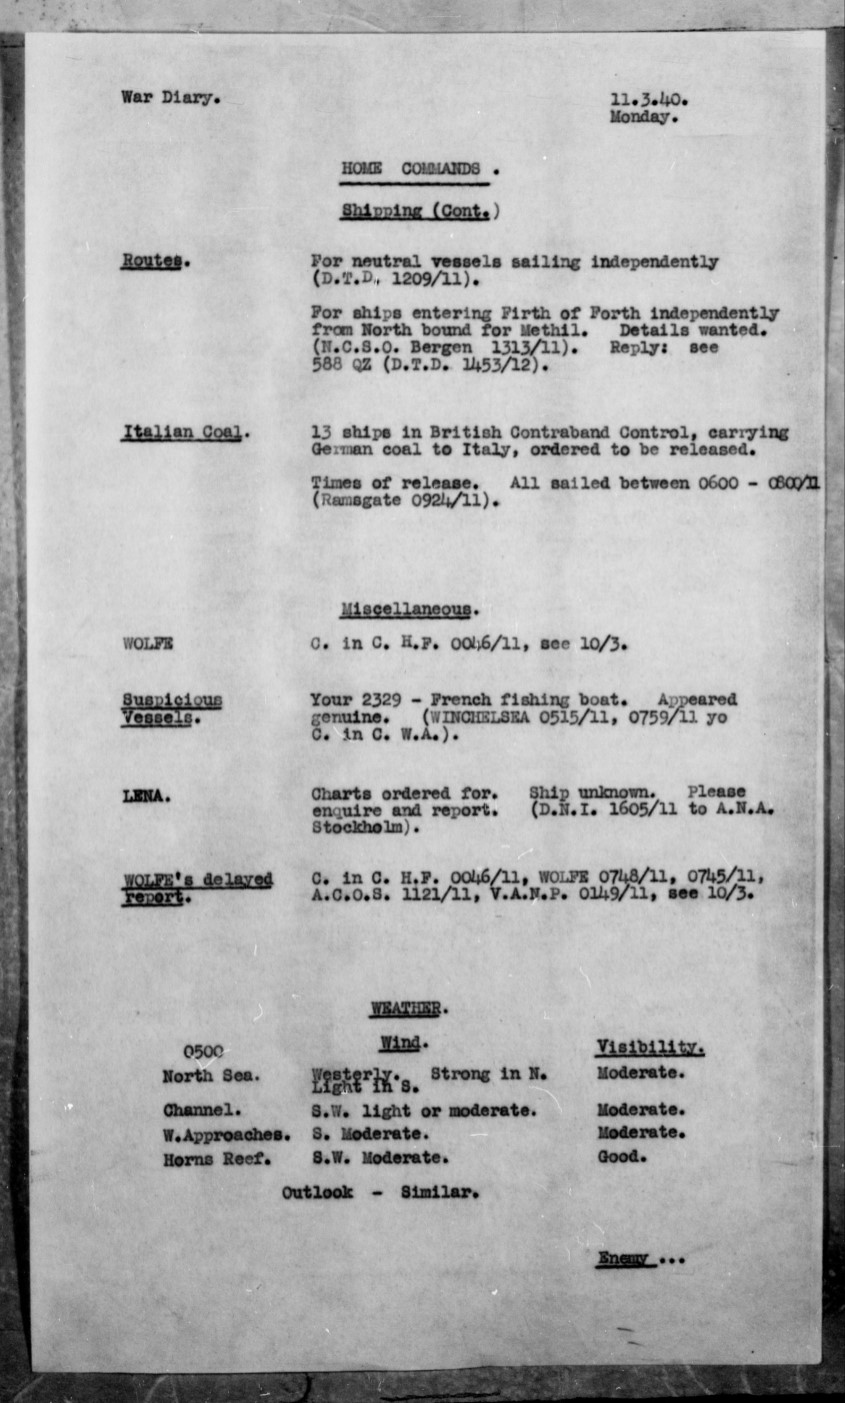 War Diary.
11.3.40.
Monday.
HOME COMMANDS .
Shipping (Cont.)
Routes.
For neutral vessels sailing independently
(D.T.D. 1209/11).
For ships entering Firth of Forth independently
from North bound for Methil. Details wanted.
(N.C.S.O. Bergen 1313/11). Reply: see
588 QZ (D.T.D. 1453/12).
Italian Coal.
13 ships in British Contraband Control, carrying
German coal to Italy, ordered to be released.
Times of release. All sailed between 0600 - 0800/11
(Ramsgate 0924/11).
Miscellaneous.
WOLFE
C. in C. H.F. 0046/11, see 10/3.
Suspicious
Vessels.
Your 2329 - French fishing boat. Appeared
genuine. (WINCHELSEA 0515/11, 0759/11 yo
C. in C. W.A.).
LENA.
Charts ordered for. Ship unknown. Please
enquire and report. (D.N.I. 1605/11 to A.N.A.
Stockholm).
WOLFE's delayed
report.
C. in C. H.F. 0046/11, WOLFE 0748/11, 0745/11,
A.C.O.S. 1121/11, V.A.N.P. 0149/11, see 10/3.
WEATHER.
0500 Wind. Visibility.
North Sea. Westerly. Strong in N. Moderate.
Light in S.
Channel. S.W. light or moderate. Moderate.
W.Approaches. S. Moderate. Moderate.
Horns Reef. S.W. Moderate. Good.
Outlook - Similar.
Enemy ...